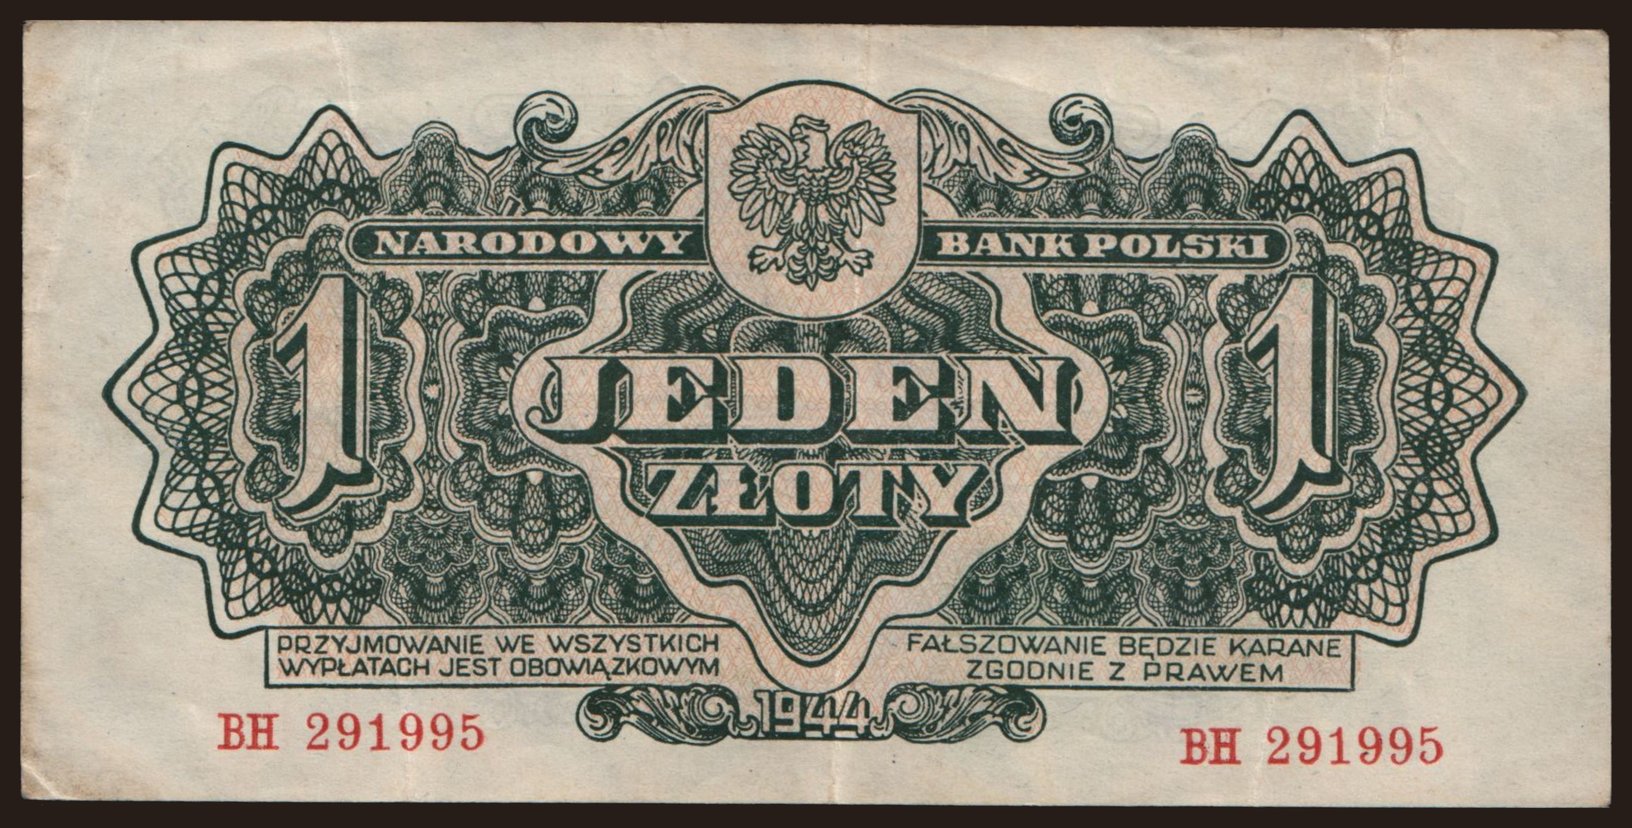 NARODOWY BANK POLSKI
1 1
JEDEN
ZŁOTY
PRZYJMOWANIE WE WSZYSTKICH
WYPŁATACH JEST OBOWIĄZKOWYM
FAŁSZOWANIE BĘDZIE KARANE
ZGODNIE Z PRAWEM
1944
BH 291995
BH 291995